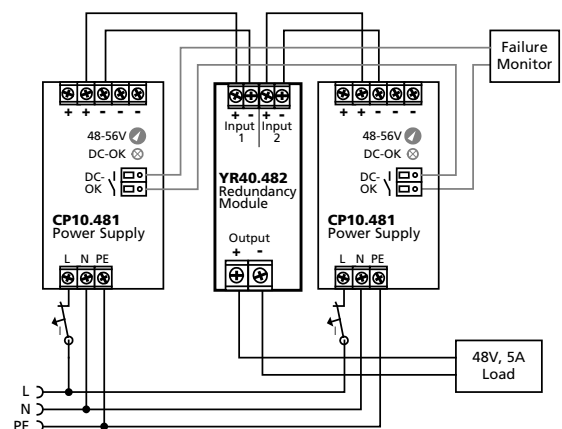 Failure
Monitor
+ + - - -
48-56V
DC-OK
DC-
OK
I
CP10.481
Power Supply
L N PE
I
+ - + -
Input Input
1 2
YR40.482
Redundancy
Module
Output
+ -
+ + - - -
48-56V
DC-OK
DC-
OK
I
CP10.481
Power Supply
L N PE
I
48V, 5A
Load
L
N
PE